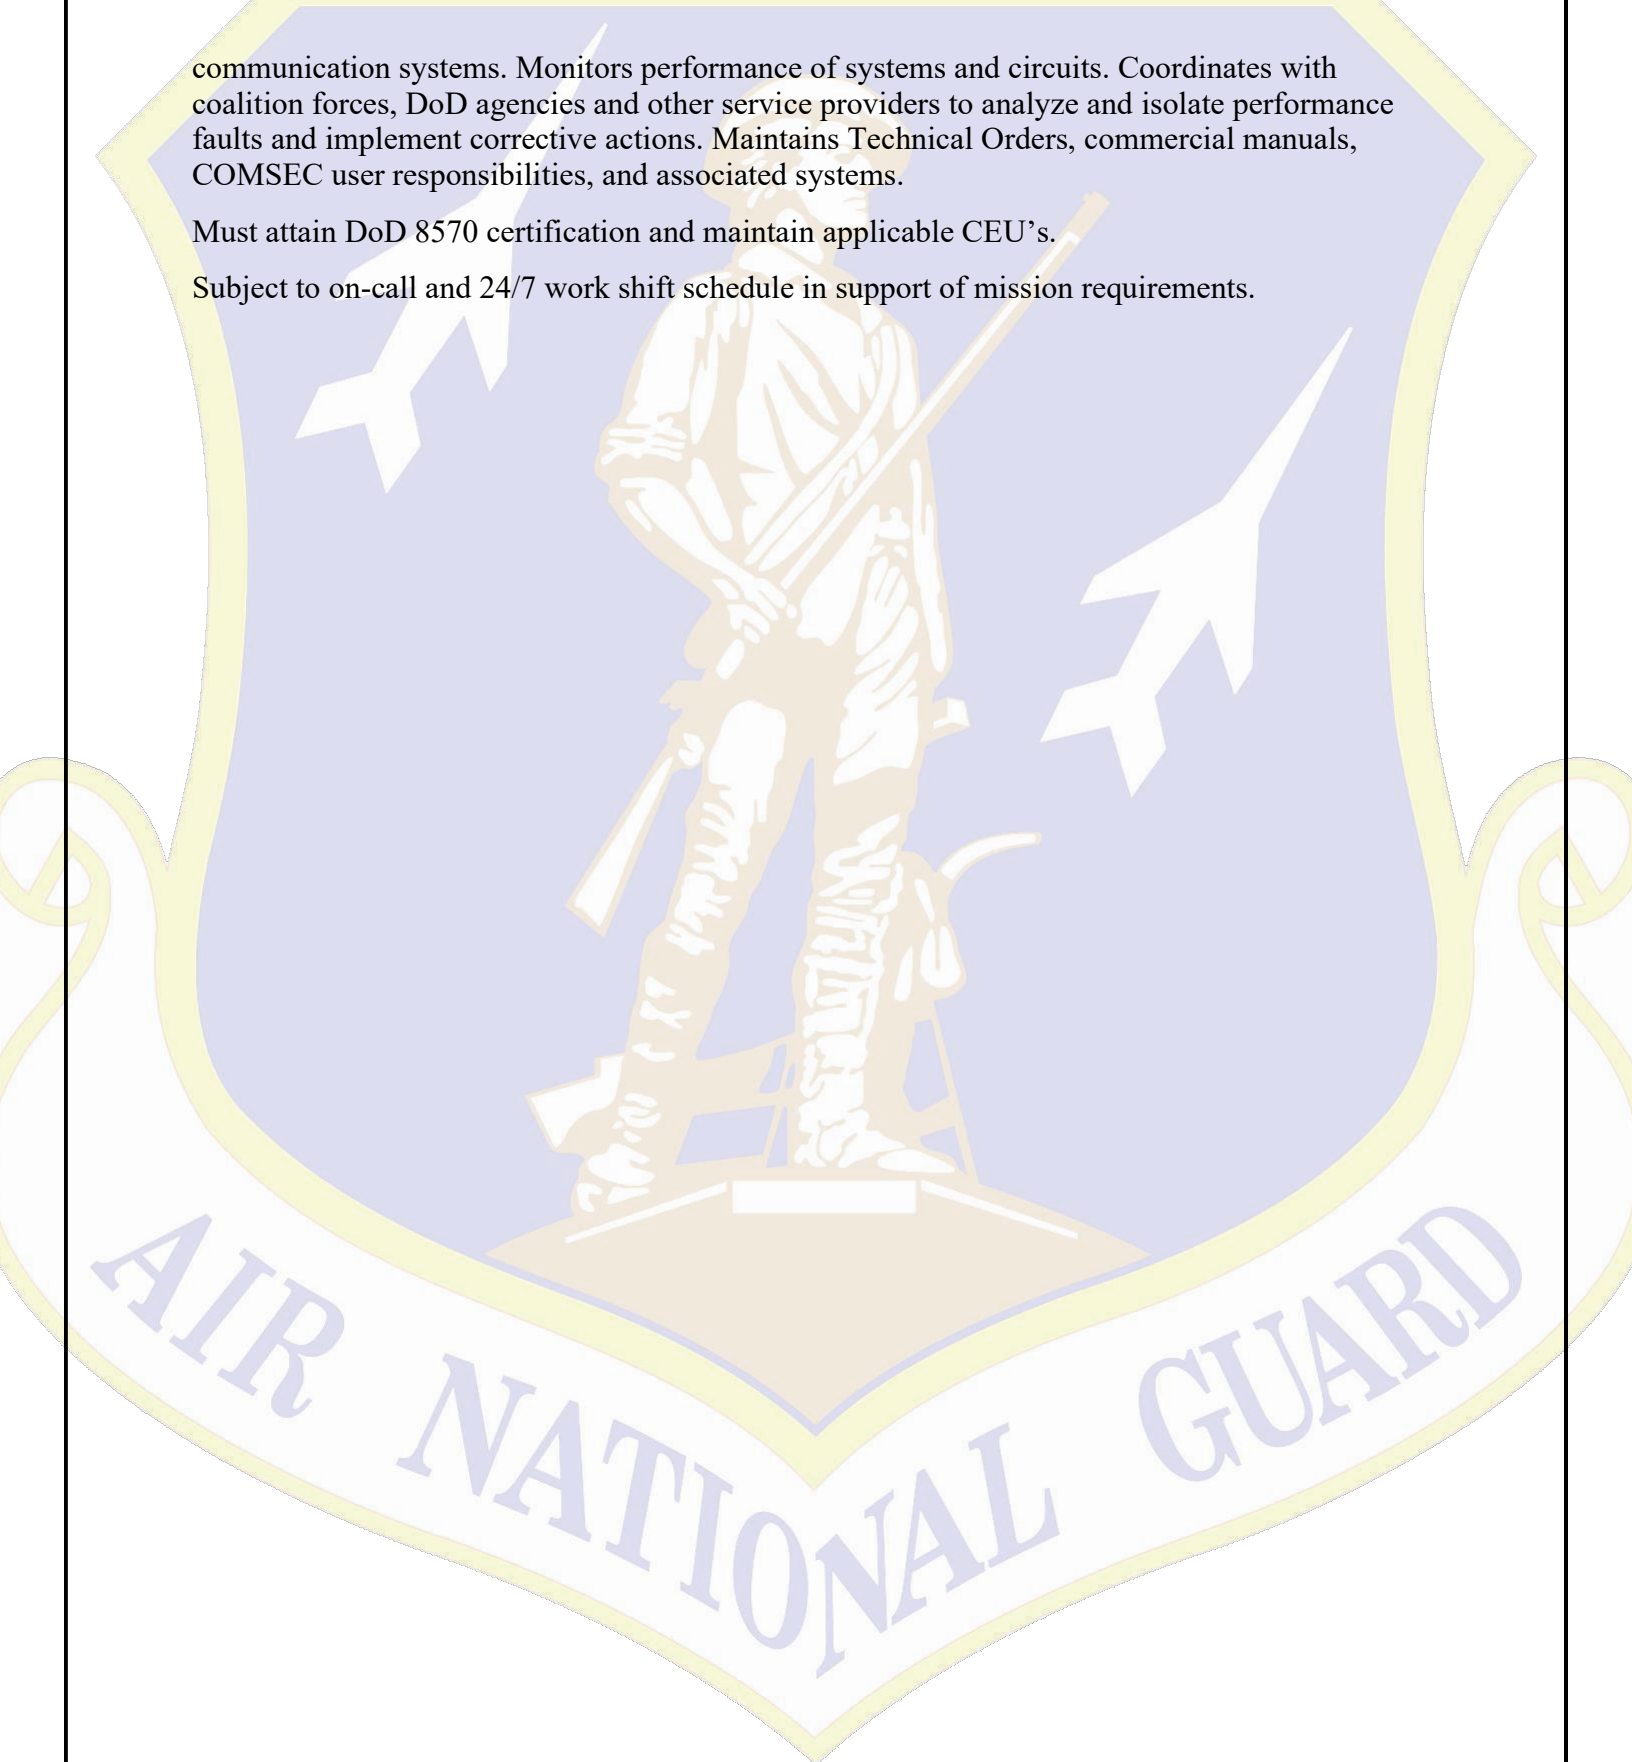 communication systems. Monitors performance of systems and circuits. Coordinates with
coalition forces, DoD agencies and other service providers to analyze and isolate performance
faults and implement corrective actions. Maintains Technical Orders, commercial manuals,
COMSEC user responsibilities, and associated systems.
Must attain DoD 8570 certification and maintain applicable CEU’s.
Subject to on-call and 24/7 work shift schedule in support of mission requirements.
AIR NATIONAL GUARD